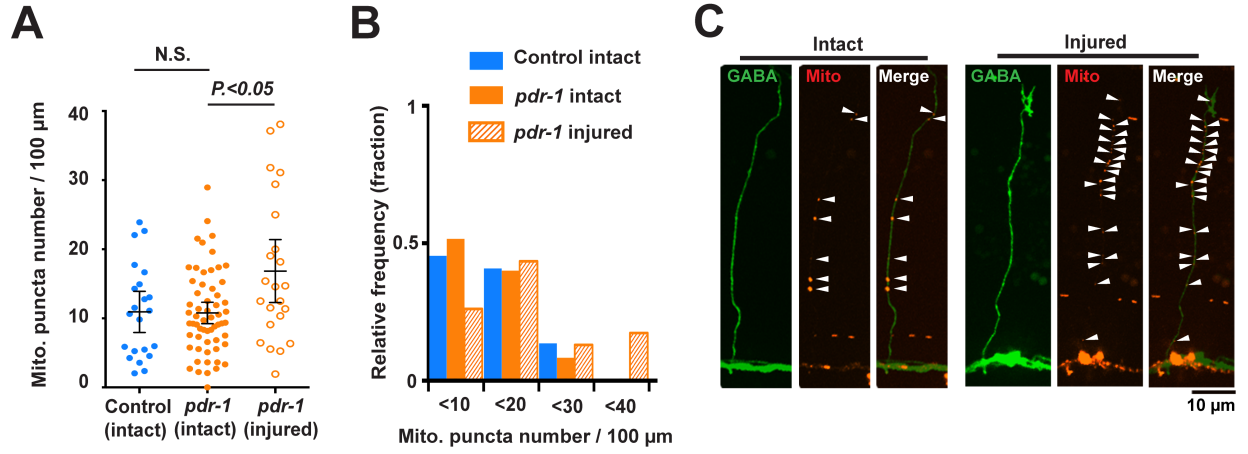 A
N.S.
P.<0.05
Mito. puncta number / 100 µm
40
30
20
10
0
Control
(intact)
pdr-1
(intact)
pdr-1
(injured)
B
Control intact
pdr-1 intact
pdr-1 injured
Relative frequency (fraction)
1
0.5
0
<10
<20
<30
<40
Mito. puncta number / 100 µm
C
Intact
GABA
Mito
Merge
Injured
GABA
Mito
Merge
10 µm